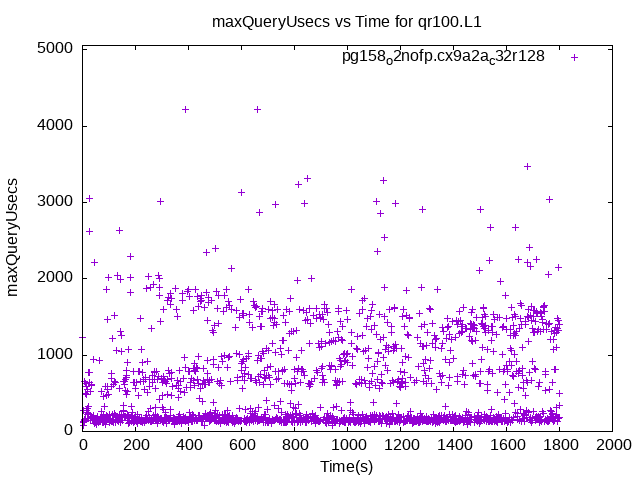 maxQueryUsecs vs Time for qr100.L1
pg158o2nofp.cx9a2ac32r128
5000
4000
3000
2000
1000
0
maxQueryUsecs
0 200 400 600 800 1000 1200 1400 1600 1800 2000
Time(s)